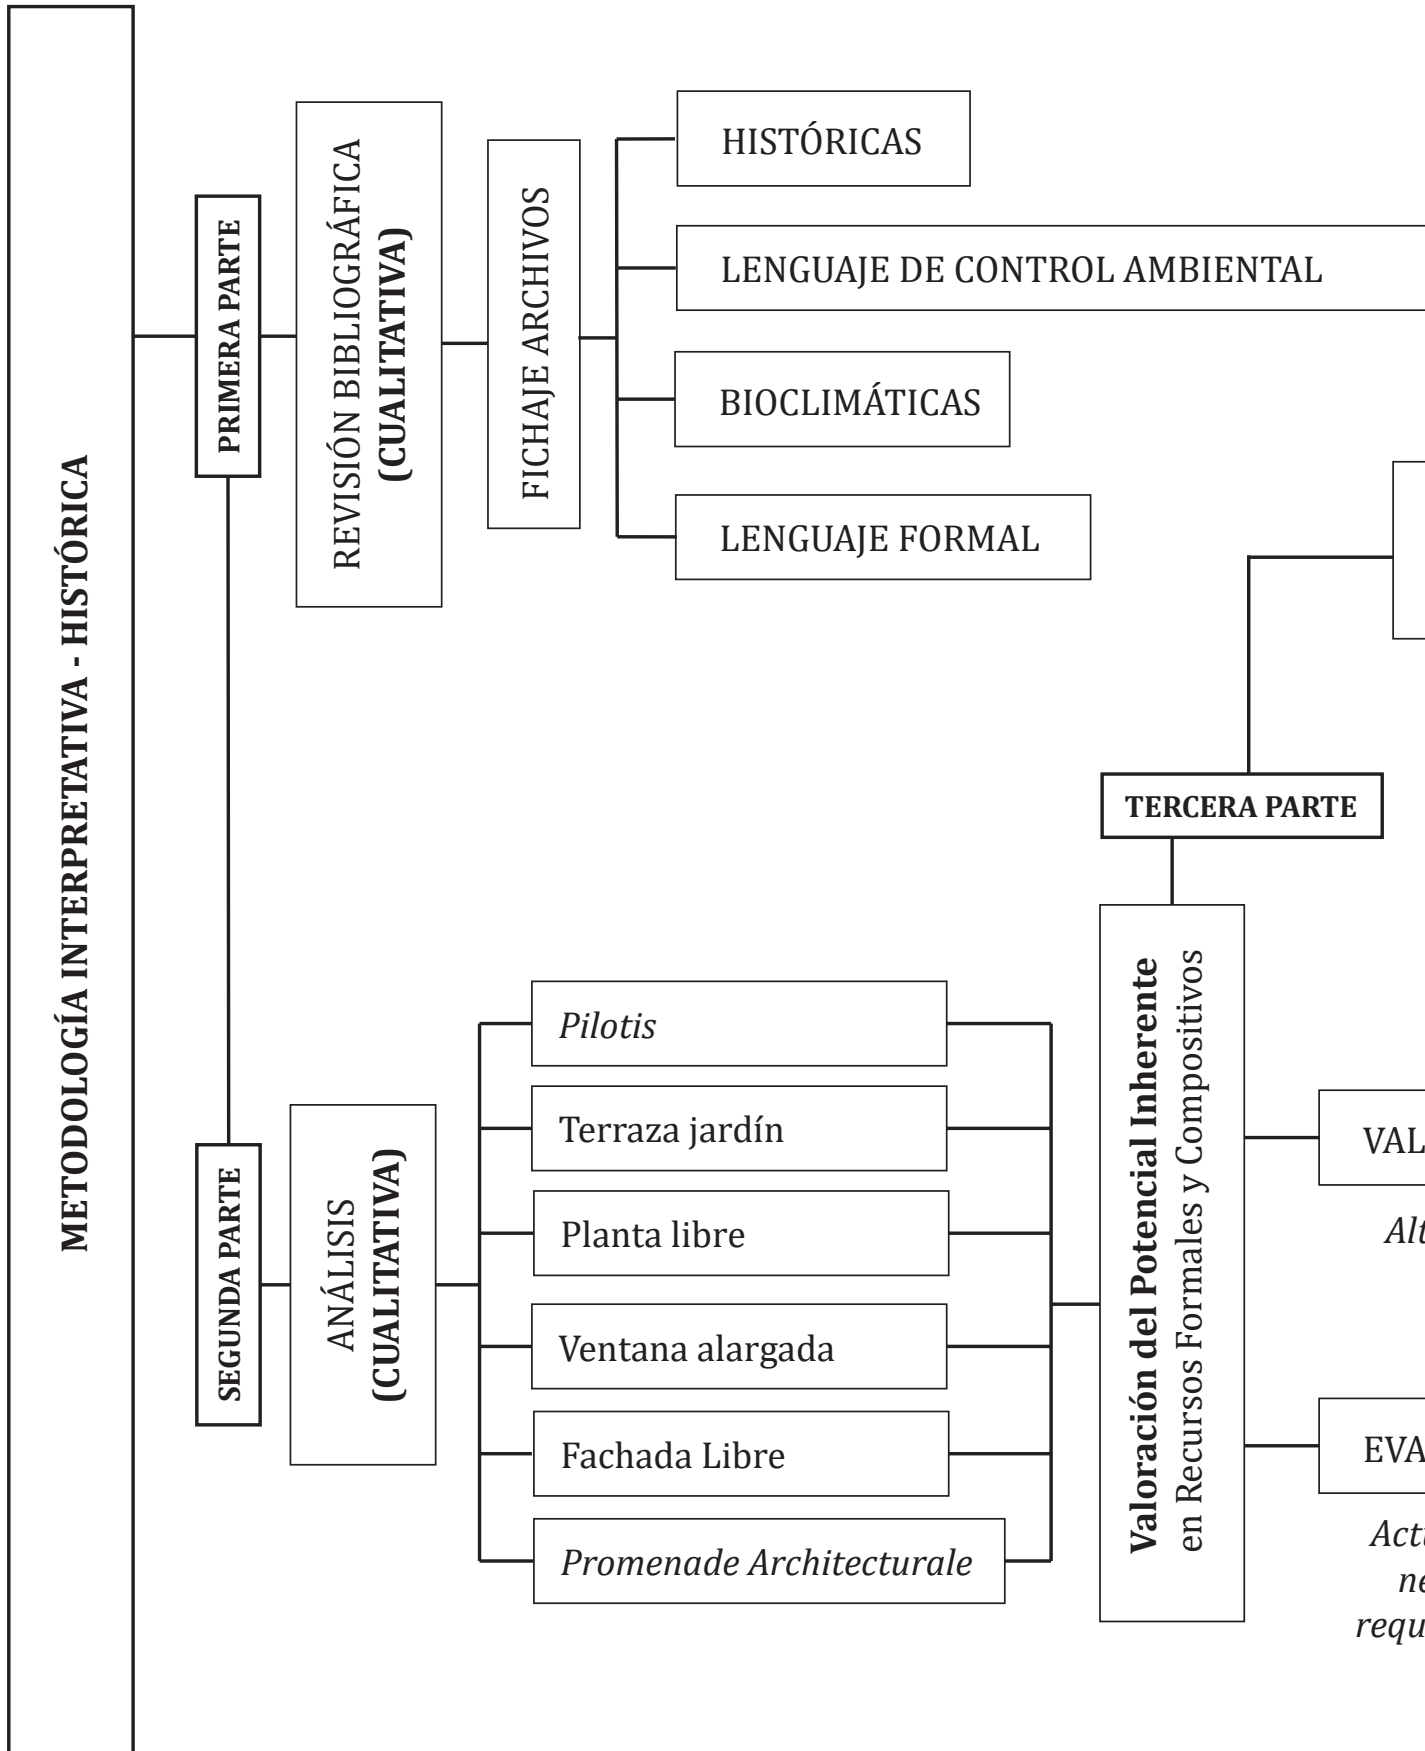 METODOLOGÍA INTERPRETATIVA - HISTÓRICA
PRIMERA PARTE
REVISIÓN BIBLIOGRÁFICA
(CUALITATIVA)
FICHAJE ARCHIVOS
HISTÓRICAS
LENGUAJE DE CONTROL AMBIENTAL
BIOCLIMÁTICAS
LENGUAJE FORMAL
SEGUNDA PARTE
ANÁLISIS
(CUALITATIVA)
Pilotis
Terraza jardín
Planta libre
Ventana alargada
Fachada Libre
Promenade Architecturale
TERCERA PARTE
Valoración del Potencial Inherente
en Recursos Formales y Compositivos